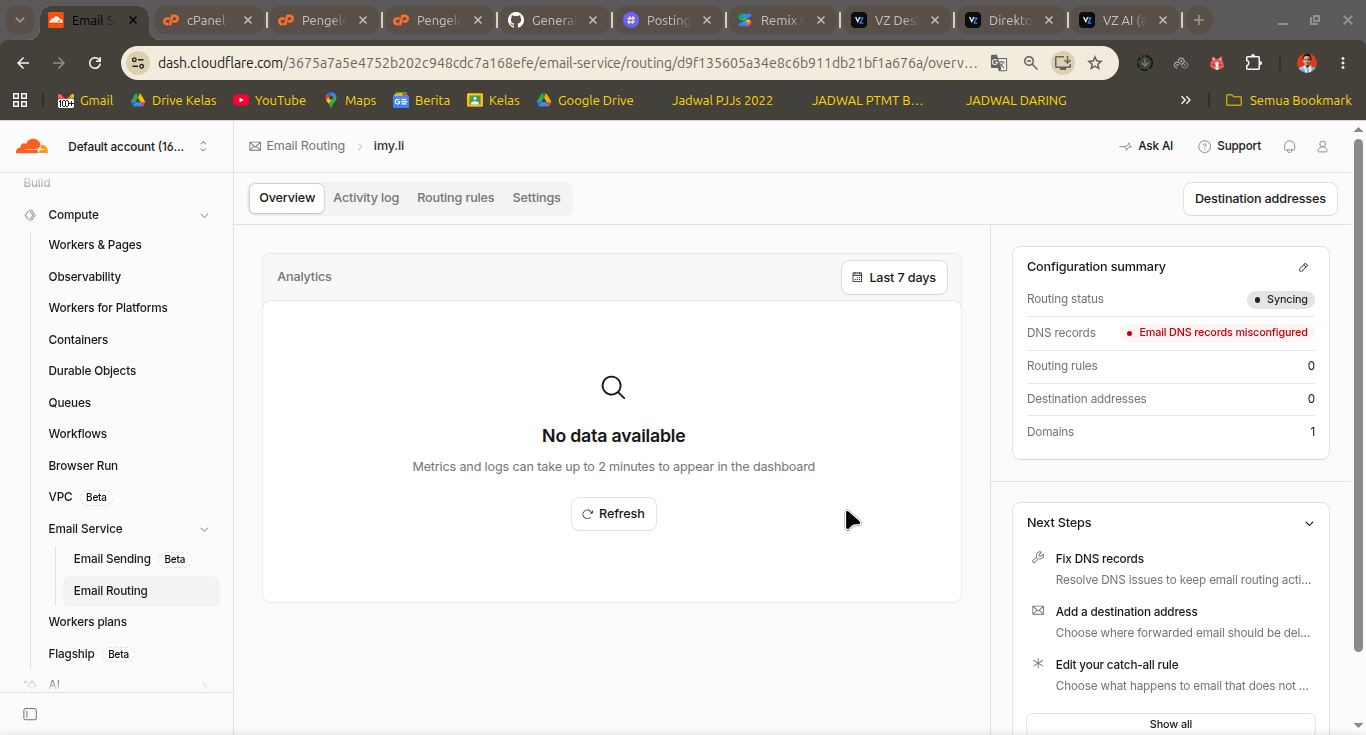 Email S
cPanel
Pengel
Pengel
General
Posting
Remix
VZ Des
Direkto
VZ AI (a
dash.cloudflare.com/3675a7a5e4752b202c948cdc7a168efe/email-service/routing/d9f135605a34e8c6b911db21bf1a676a/overv...
Gmail
Drive Kelas
YouTube
Maps
Berita
Kelas
Google Drive
Jadwal PJJs 2022
JADWAL PTMT B...
JADWAL DARING
Semua Bookmark
Default account (16...
Email Routing
imy.li
Ask AI
Support
Build
Compute
Workers & Pages
Observability
Workers for Platforms
Containers
Durable Objects
Queues
Workflows
Browser Run
VPC Beta
Email Service
Email Sending Beta
Email Routing
Workers plans
Flagship Beta
AI
Overview
Activity log
Routing rules
Settings
Destination addresses
Analytics
Last 7 days
No data available
Metrics and logs can take up to 2 minutes to appear in the dashboard
Refresh
Configuration summary
Routing status Syncing
DNS records Email DNS records misconfigured
Routing rules 0
Destination addresses 0
Domains 1
Next Steps
Fix DNS records
Resolve DNS issues to keep email routing acti...
Add a destination address
Choose where forwarded email should be del...
Edit your catch-all rule
Choose what happens to email that does not ...
Show all